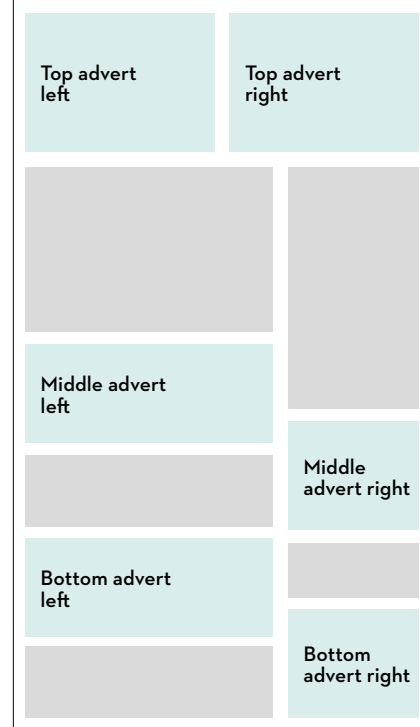 Top advert
left
Top advert
right
Middle advert
left
Middle
advert right
Bottom advert
left
Bottom
advert right